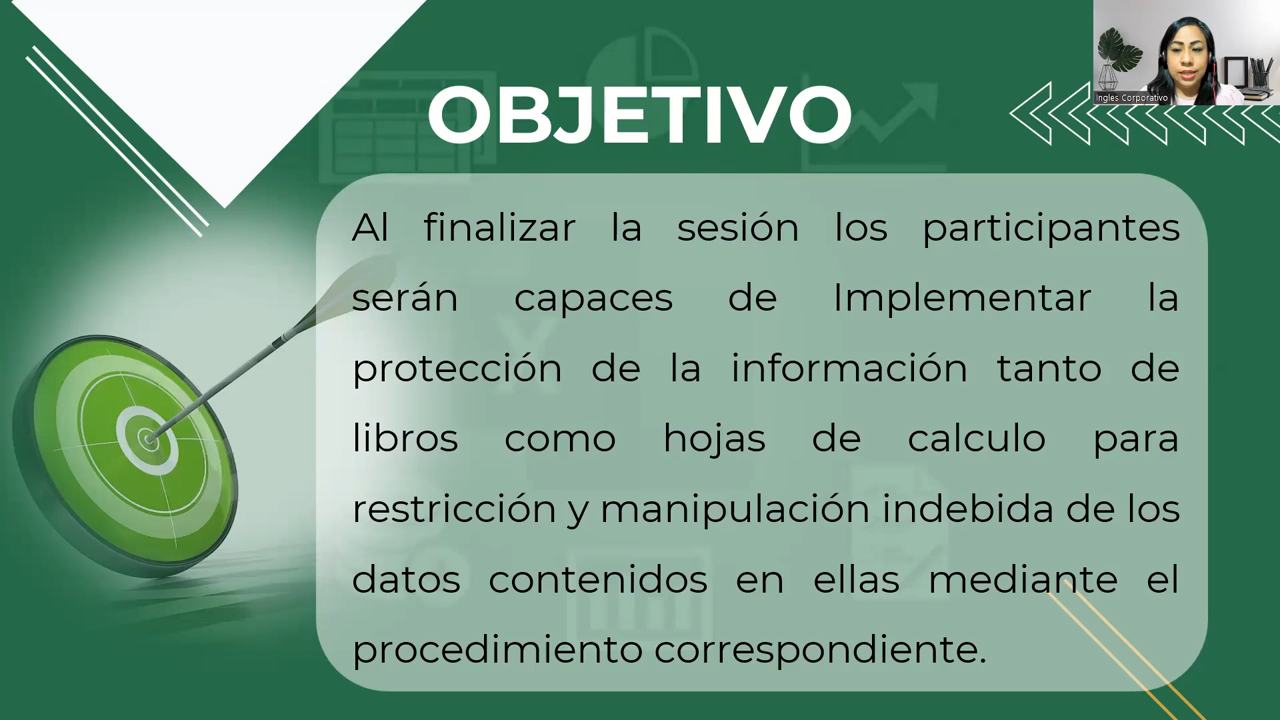 OBJETIVO
Ingles Corporativo
Al finalizar la sesión los participantes
serán capaces de Implementar la
protección de la información tanto de
libros como hojas de calculo para
restricción y manipulación indebida de los
datos contenidos en ellas mediante el
procedimiento correspondiente.